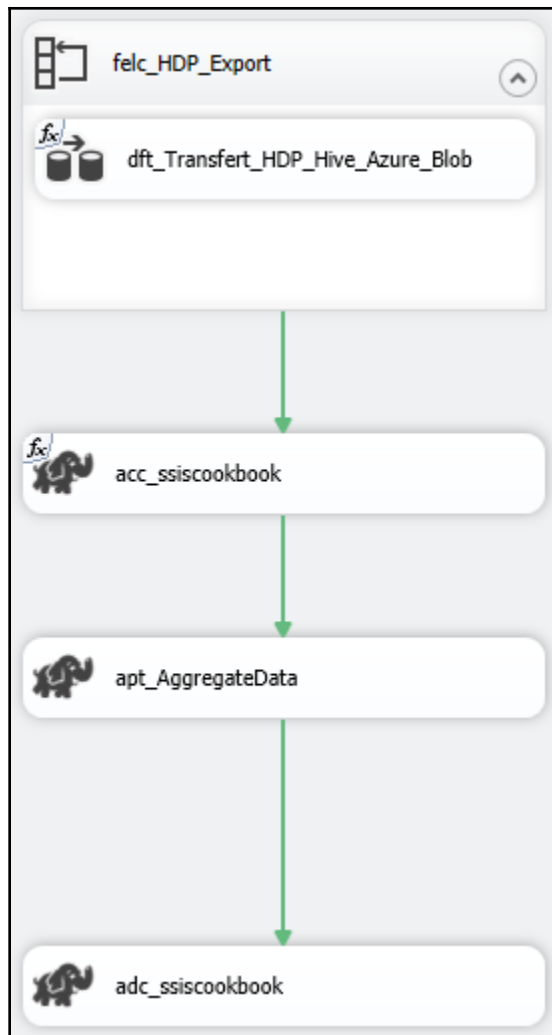 felc_HDP_Export
fx
dft_Transfert_HDP_Hive_Azure_Blob
fx
acc_ssiscookbook
apt_AggregateData
adc_ssiscookbook